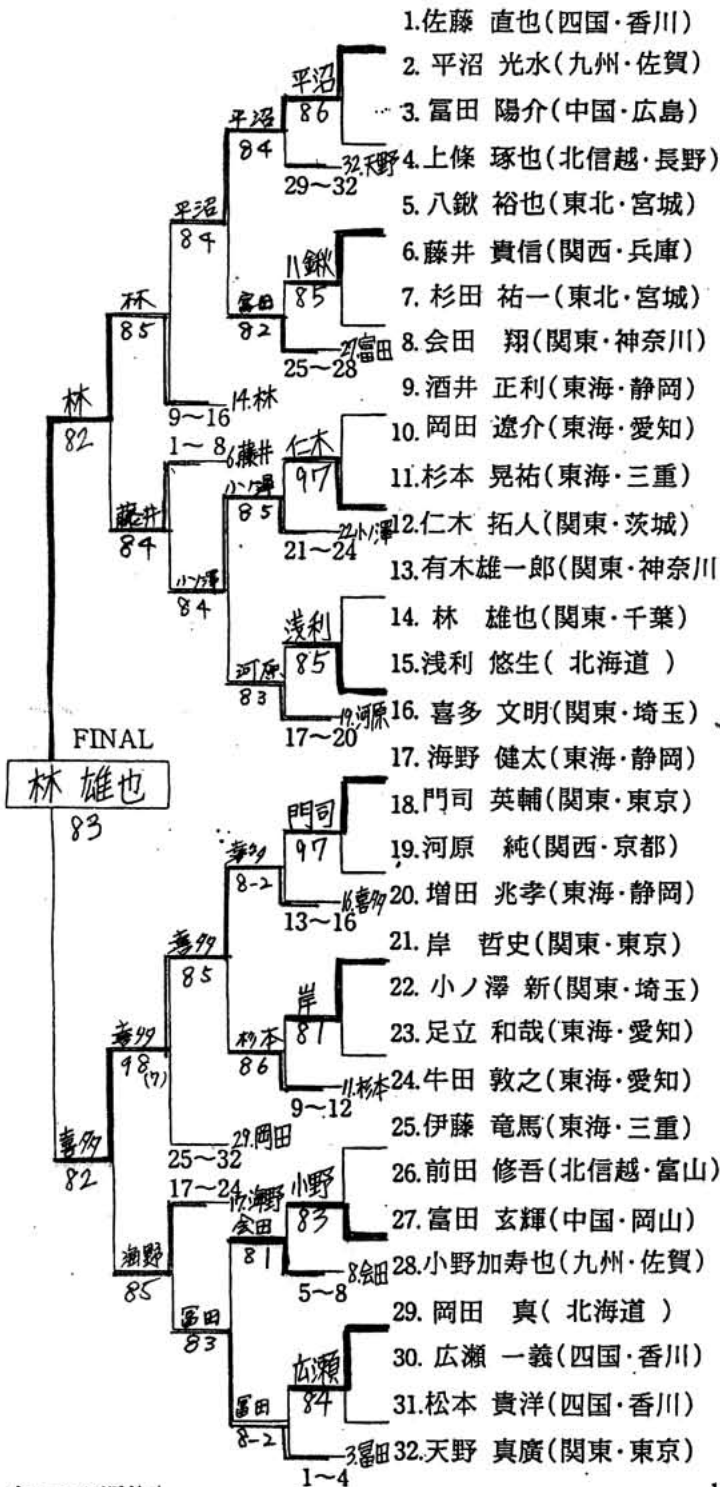 1.佐藤 直也(四国・香川)
平沼 2. 平沼 光水(九州・佐賀)
平沼 86 3. 冨田 陽介(中国・広島)
84 32.天野 4. 上條 琢也(北信越・長野)
29〜32
平沼 5. 八鍬 裕也(東北・宮城)
84 八鍬 6. 藤井 貴信(関西・兵庫)
林 富田 85 7. 杉田 祐一(東北・宮城)
85 82 27.富田 8. 会田 翔(関東・神奈川)
25〜28
林 9〜16 14.林 9. 酒井 正利(東海・静岡)
82 1〜8 6.藤井 仁木 10. 岡田 遼介(東海・愛知)
小ノ澤 97 11. 杉本 晃祐(東海・三重)
藤井 85 22.小ノ澤 12. 仁木 拓人(関東・茨城)
84 21〜24
小ノ澤 13.有木雄一郎(関東・神奈川
84 浅利 14. 林 雄也(関東・千葉)
河原 85 15.浅利 悠生( 北海道 )
83 19.河原 16. 喜多 文明(関東・埼玉)
17〜20
FINAL 17. 海野 健太(東海・静岡)
林 雄也 門司 18. 門司 英輔(関東・東京)
83 喜多 97 19.河原 純(関西・京都)
8-2 16.喜多 20. 増田 兆孝(東海・静岡)
13〜16
喜多 21. 岸 哲史(関東・東京)
85 岸 22. 小ノ澤 新(関東・埼玉)
喜多 杉本 81 23. 足立 和哉(東海・愛知)
98(7) 86 11.杉本 24. 牛田 敦之(東海・愛知)
9〜12
喜多 29.岡田 25.伊藤 竜馬(東海・三重)
82 25〜32
17〜24 17.海野 小野 26. 前田 修吾(北信越・富山)
海野 会田 83 27. 富田 玄輝(中国・岡山)
85 81 8.会田 28.小野加寿也(九州・佐賀)
5〜8
冨田 29. 岡田 真( 北海道 )
83 広瀬 30. 広瀬 一義(四国・香川)
冨田 84 31.松本 貴洋(四国・香川)
8-2 3.冨田 32.天野 真廣(関東・東京)
1〜4